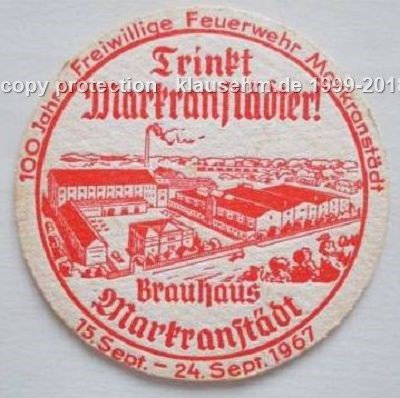 100 Jahre Freiwillige Feuerwehr Markranstädt
copy protection klausehm.de 1999-201
Trinkt
Markranstädter!
Brauhaus
Markranstädt
15. Sept. – 24. Sept. 1967